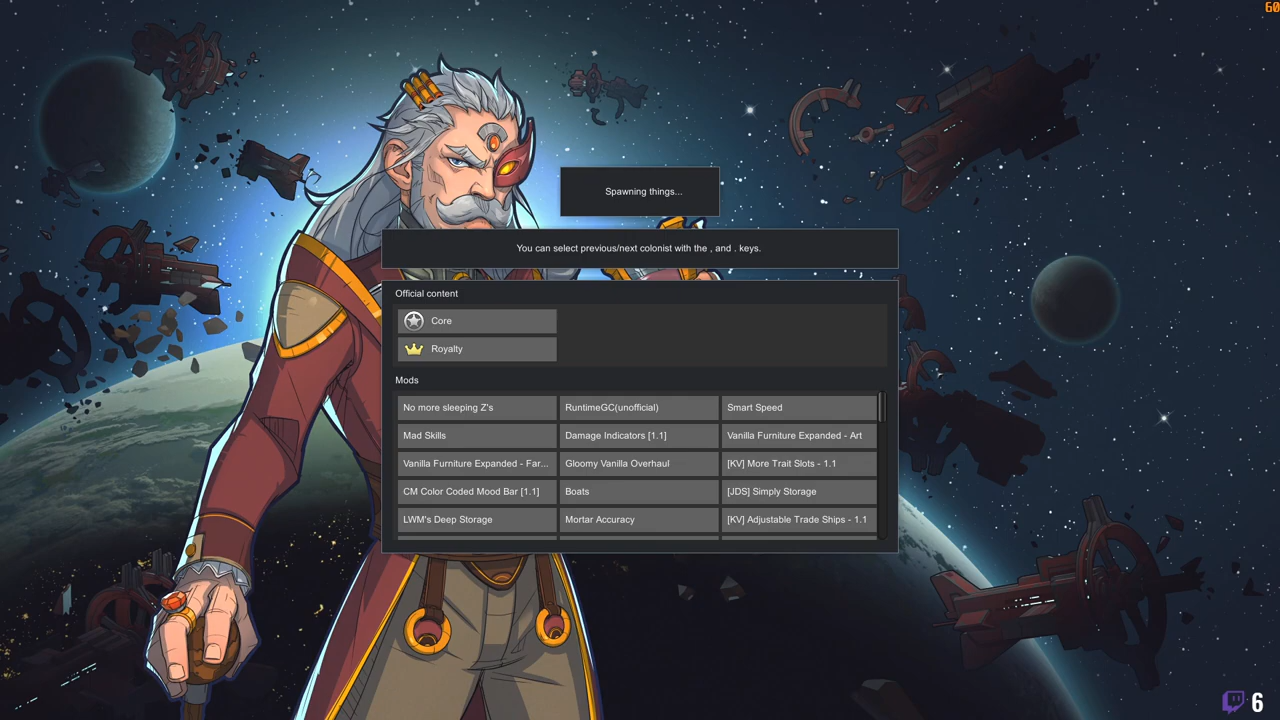 60
Spawning things...
You can select previous/next colonist with the , and . keys.
Official content
Core
Royalty
Mods
No more sleeping Z's
RuntimeGC(unofficial)
Smart Speed
Mad Skills
Damage Indicators [1.1]
Vanilla Furniture Expanded - Art
Vanilla Furniture Expanded - Far...
Gloomy Vanilla Overhaul
[KV] More Trait Slots - 1.1
CM Color Coded Mood Bar [1.1]
Boats
[JDS] Simply Storage
LWM's Deep Storage
Mortar Accuracy
[KV] Adjustable Trade Ships - 1.1
6